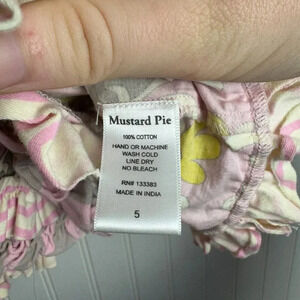 Mustard Pie
100% COTTON
HAND OR MACHINE
WASH COLD
LINE DRY
NO BLEACH
RN# 133383
MADE IN INDIA
5